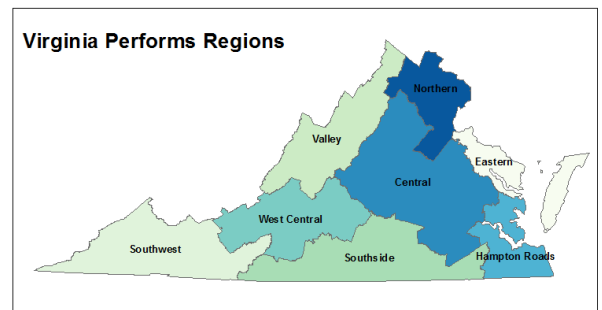 Virginia Performs Regions
Northern
Valley
Eastern
Central
West Central
Southwest
Southside
Hampton Roads